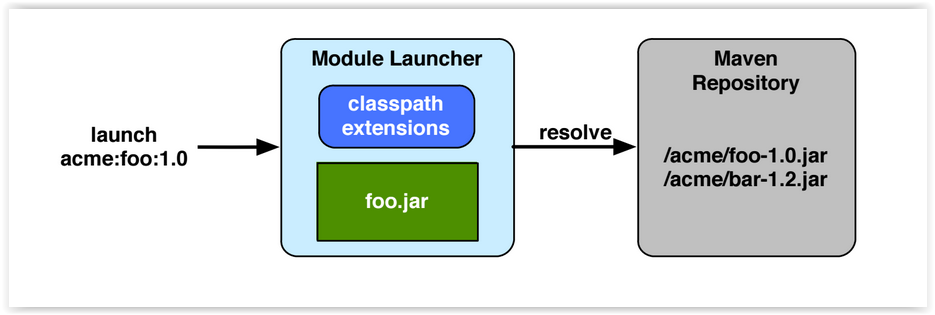 launch
acme:foo:1.0
Module Launcher
classpath
extensions
foo.jar
resolve
Maven
Repository
/acme/foo-1.0.jar
/acme/bar-1.2.jar